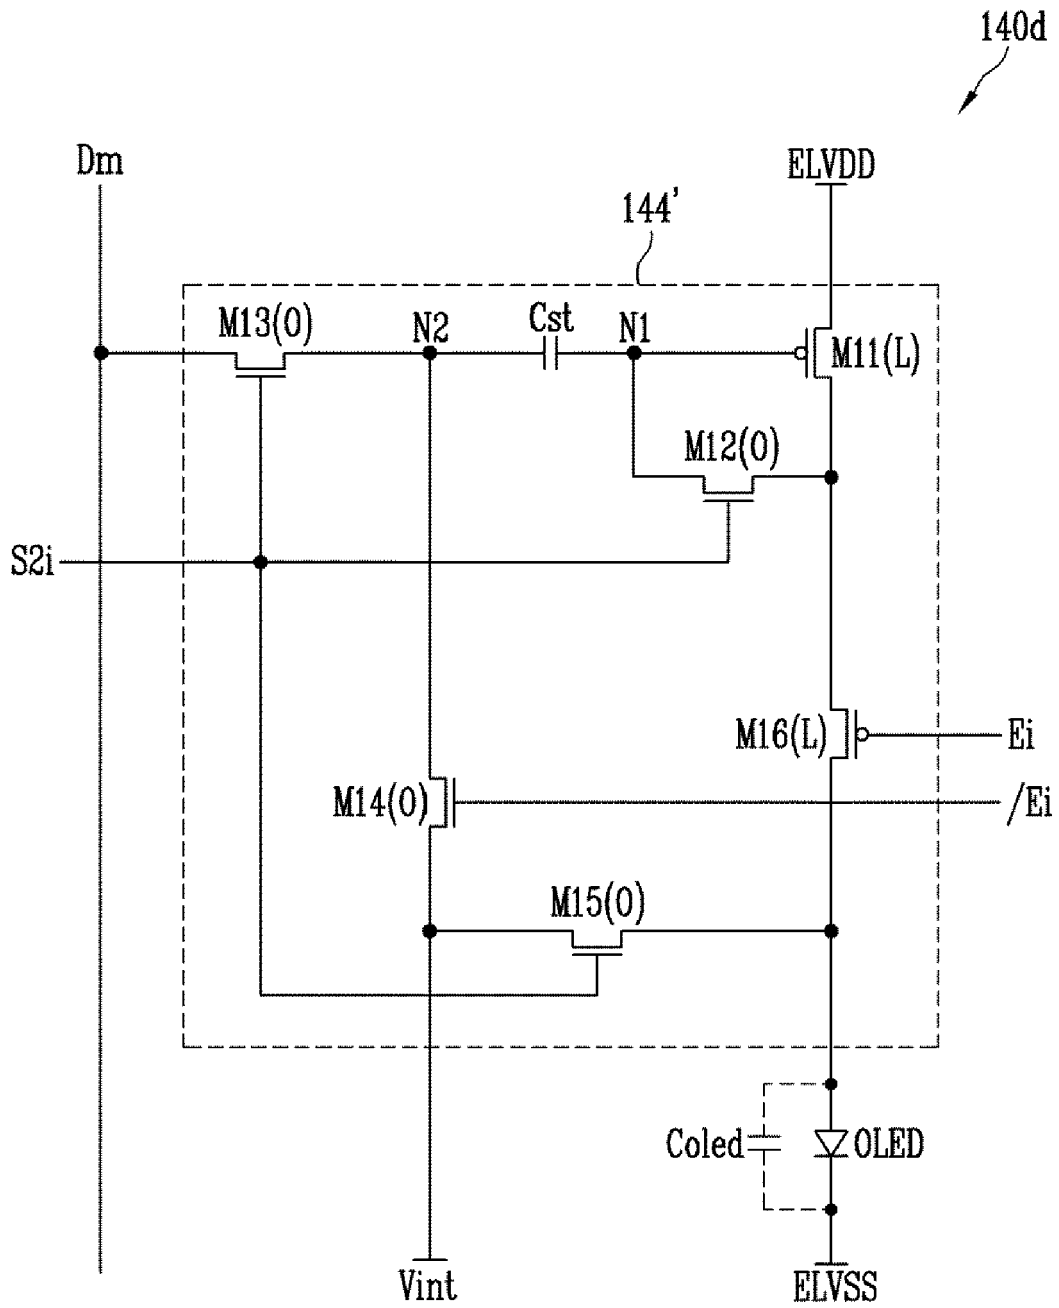 140d
Dm
ELVDD
144'
M13(O)
N2
Cst
N1
M11(L)
M12(O)
S2i
M16(L)
Ei
M14(O)
/Ei
M15(O)
Coled
OLED
Vint
ELVSS